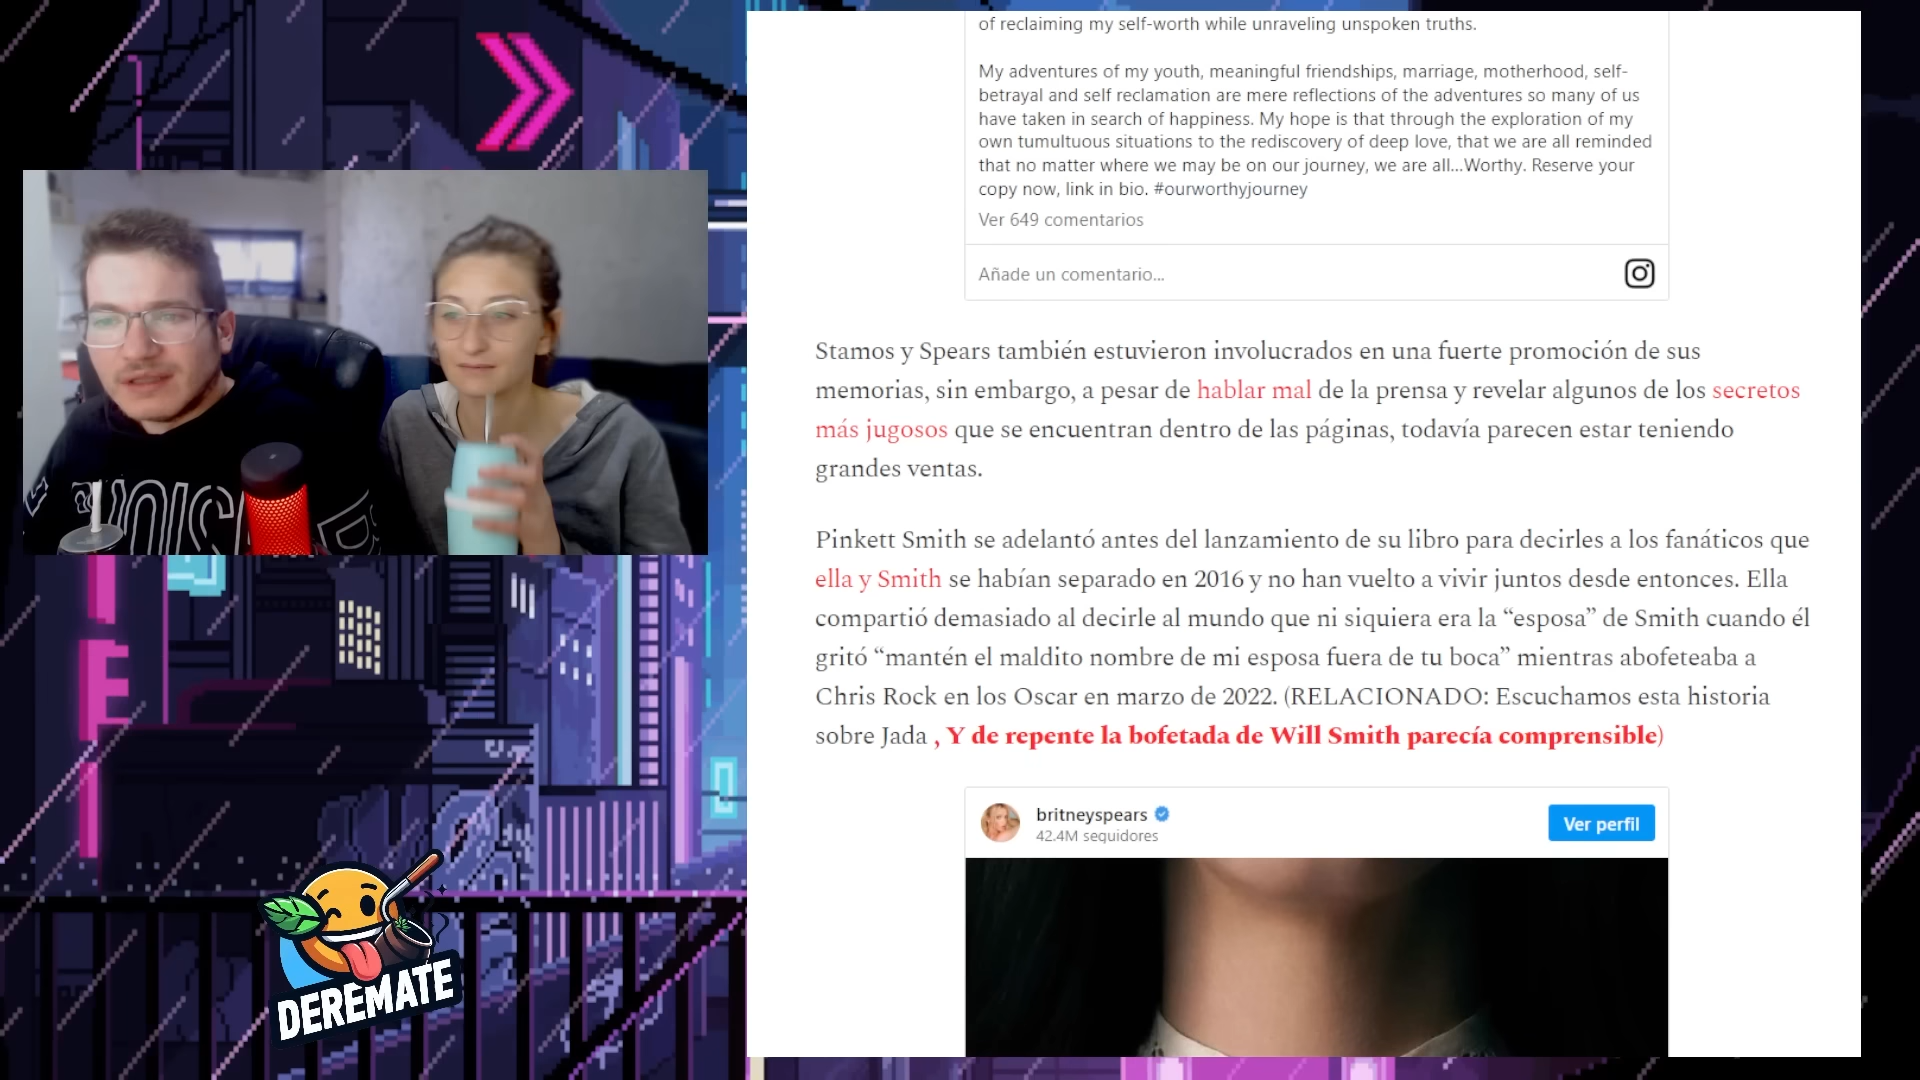 of reclaiming my self-worth while unraveling unspoken truths.
My adventures of my youth, meaningful friendships, marriage, motherhood, self-
betrayal and self reclamation are mere reflections of the adventures so many of us
have taken in search of happiness. My hope is that through the exploration of my
own tumultuous situations to the rediscovery of deep love, that we are all reminded
that no matter where we may be on our journey, we are all...Worthy. Reserve your
copy now, link in bio. #ourworthyjourney
Ver 649 comentarios
Añade un comentario...
Stamos y Spears también estuvieron involucrados en una fuerte promoción de sus
memorias, sin embargo, a pesar de hablar mal de la prensa y revelar algunos de los secretos
más jugosos que se encuentran dentro de las páginas, todavía parecen estar teniendo
grandes ventas.
Pinkett Smith se adelantó antes del lanzamiento de su libro para decirles a los fanáticos que
ella y Smith se habían separado en 2016 y no han vuelto a vivir juntos desde entonces. Ella
compartió demasiado al decirle al mundo que ni siquiera era la “esposa” de Smith cuando él
gritó “mantén el maldito nombre de mi esposa fuera de tu boca” mientras abofeteaba a
Chris Rock en los Oscar en marzo de 2022. (RELACIONADO: Escuchamos esta historia
sobre Jada , Y de repente la bofetada de Will Smith parecía comprensible)
britneyspears
42.4M seguidores
Ver perfil
DEREMATE